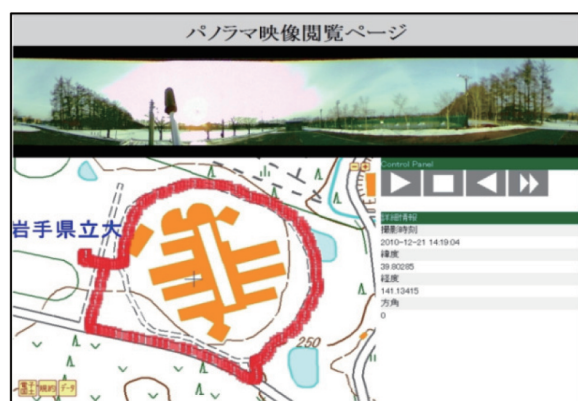 パノラマ映像閲覧ページ
Control Panel
岩手県立大
詳細情報
撮影時刻
2010-12-21 14:19:04
緯度
39.80285
経度
141.13415
方角
0
250